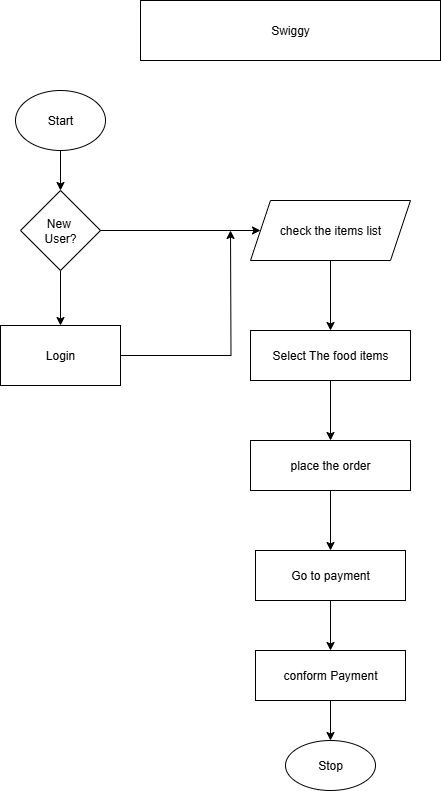 Swiggy
Start
New
User?
check the items list
Login
Select The food items
place the order
Go to payment
conform Payment
Stop